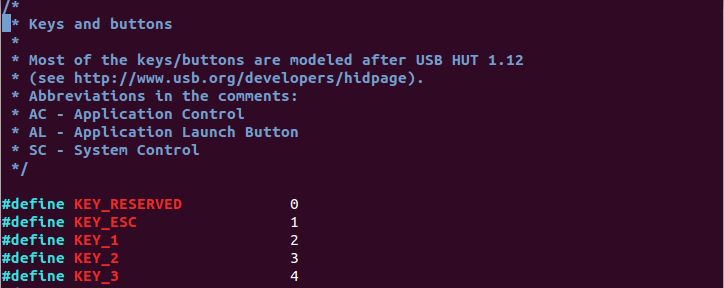 /*
 * Keys and buttons
 *
 * Most of the keys/buttons are modeled after USB HUT 1.12
 * (see http://www.usb.org/developers/hidpage).
 * Abbreviations in the comments:
 * AC - Application Control
 * AL - Application Launch Button
 * SC - System Control
 */
#define KEY_RESERVED 0
#define KEY_ESC 1
#define KEY_1 2
#define KEY_2 3
#define KEY_3 4